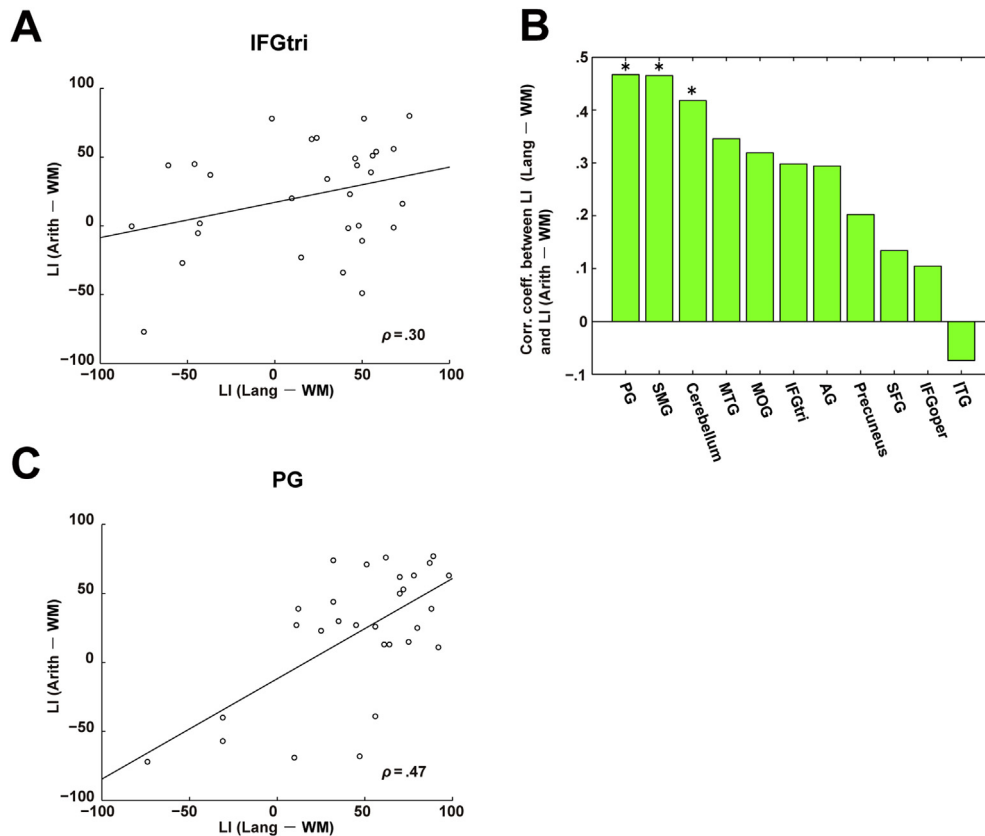 A
IFGtri
100
50
0
−50
−100
LI (Arith − WM)
ρ = .30
−100
−50
0
50
100
LI (Lang − WM)
B
.5
.4
.3
.2
.1
0
−.1
Corr. coeff. between LI (Lang − WM)
and LI (Arith − WM)
* * *
PG
SMG
Cerebellum
MTG
MOG
IFGtri
AG
Precuneus
SFG
IFGoper
ITG
C
PG
100
50
0
−50
−100
LI (Arith − WM)
ρ = .47
−100
−50
0
50
100
LI (Lang − WM)